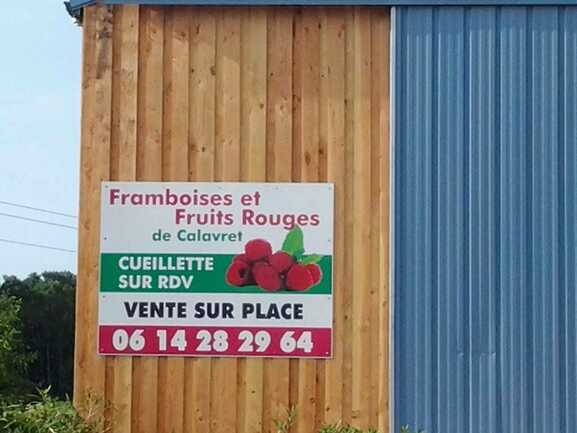 Framboises et
Fruits Rouges
de Calavret
CUEILLETTE
SUR RDV
VENTE SUR PLACE
06 14 28 29 64